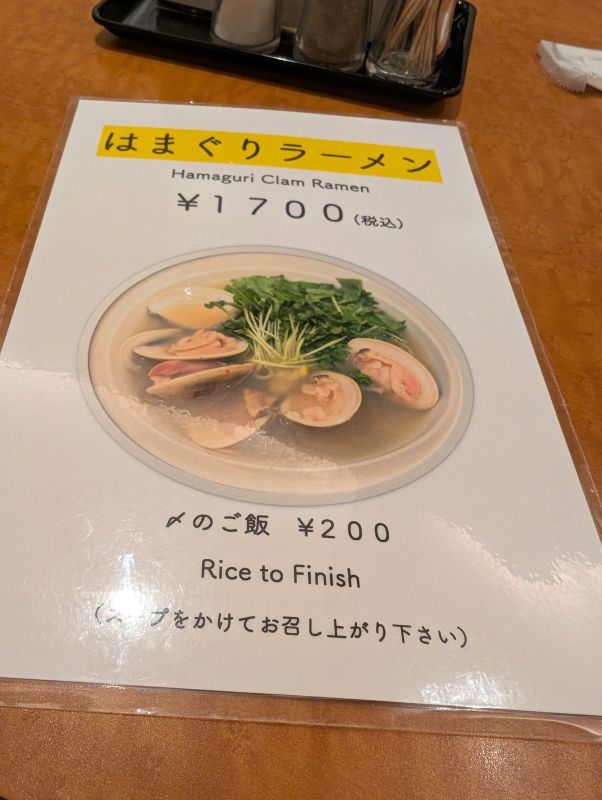 はまぐりラーメン
Hamaguri Clam Ramen
￥１７００(税込)
〆のご飯　￥２００
Rice to Finish
（スープをかけてお召し上がり下さい）